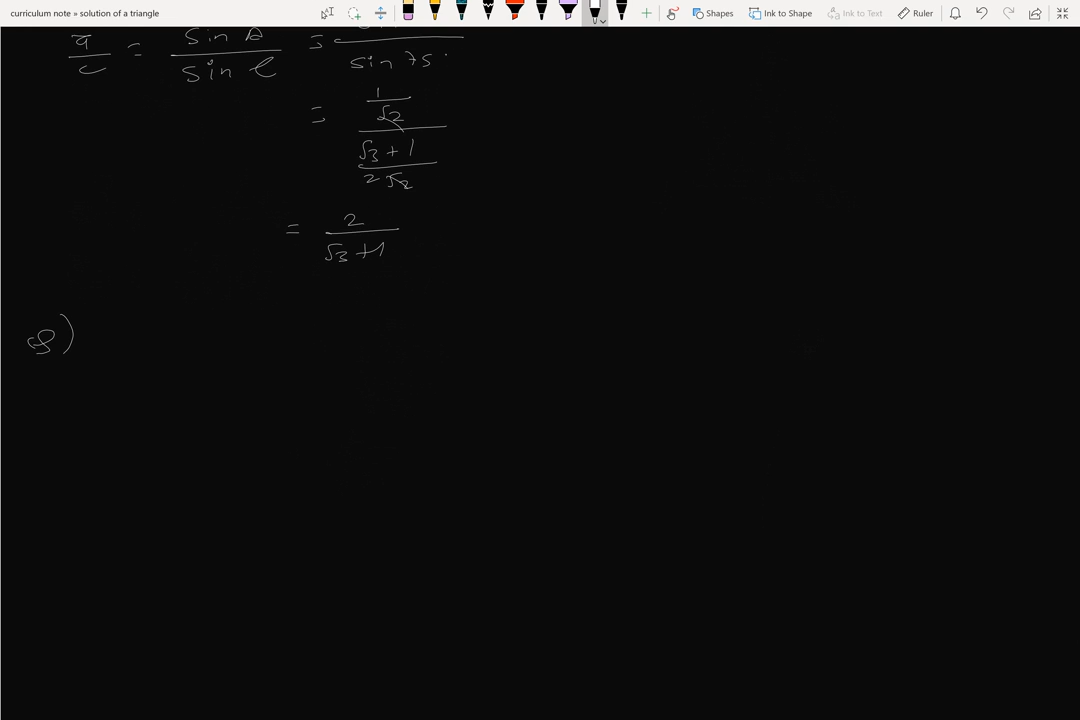 curriculum note » solution of a triangle
Shapes Ink to Shape Ink to Text Ruler
a/c = sin A / sin C = / sin 75°
= (1/√2) / ((√3 + 1)/(2√2))
= 2/(√3 + 1)
8)